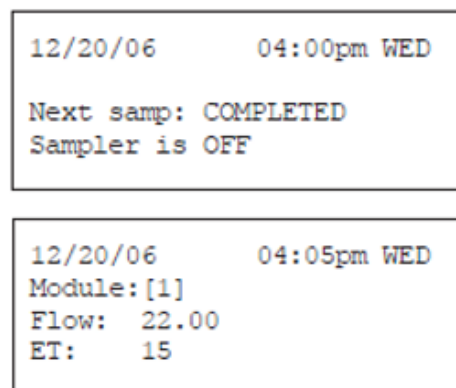 12/20/06 04:00pm WED
Next samp: COMPLETED
Sampler is OFF
12/20/06 04:05pm WED
Module:[1]
Flow: 22.00
ET: 15